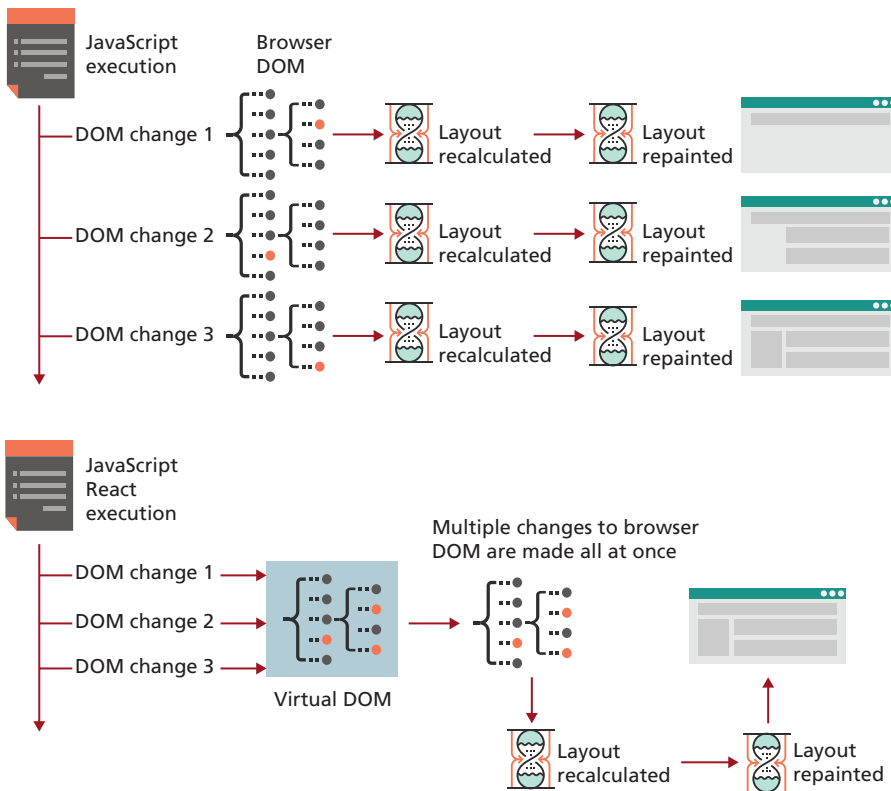 JavaScript
execution
Browser
DOM
DOM change 1
Layout
recalculated
Layout
repainted
DOM change 2
Layout
recalculated
Layout
repainted
DOM change 3
Layout
recalculated
Layout
repainted
JavaScript
React
execution
Multiple changes to browser
DOM are made all at once
DOM change 1
DOM change 2
DOM change 3
Virtual DOM
Layout
recalculated
Layout
repainted